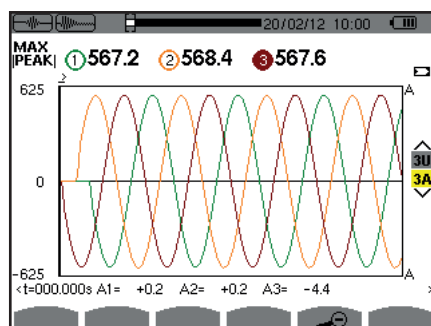 20/02/12 10:00
MAX
|PEAK| 1 567.2 2 568.4 3 567.6
625 A
3U
0
3A
-625 A
<t=000.000s A1= +0.2 A2= +0.2 A3= -4.4 >